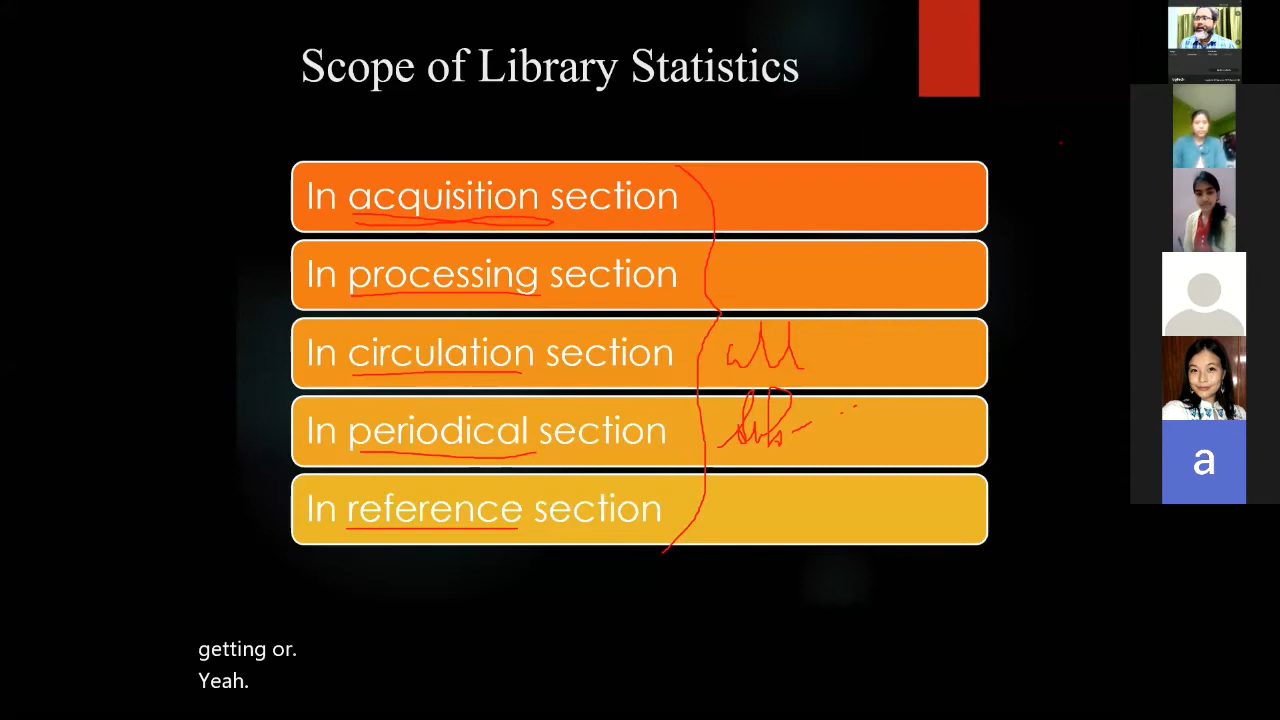 Scope of Library Statistics
In acquisition section
In processing section
In circulation section
all
In periodical section
In reference section
getting or.
Yeah.
a